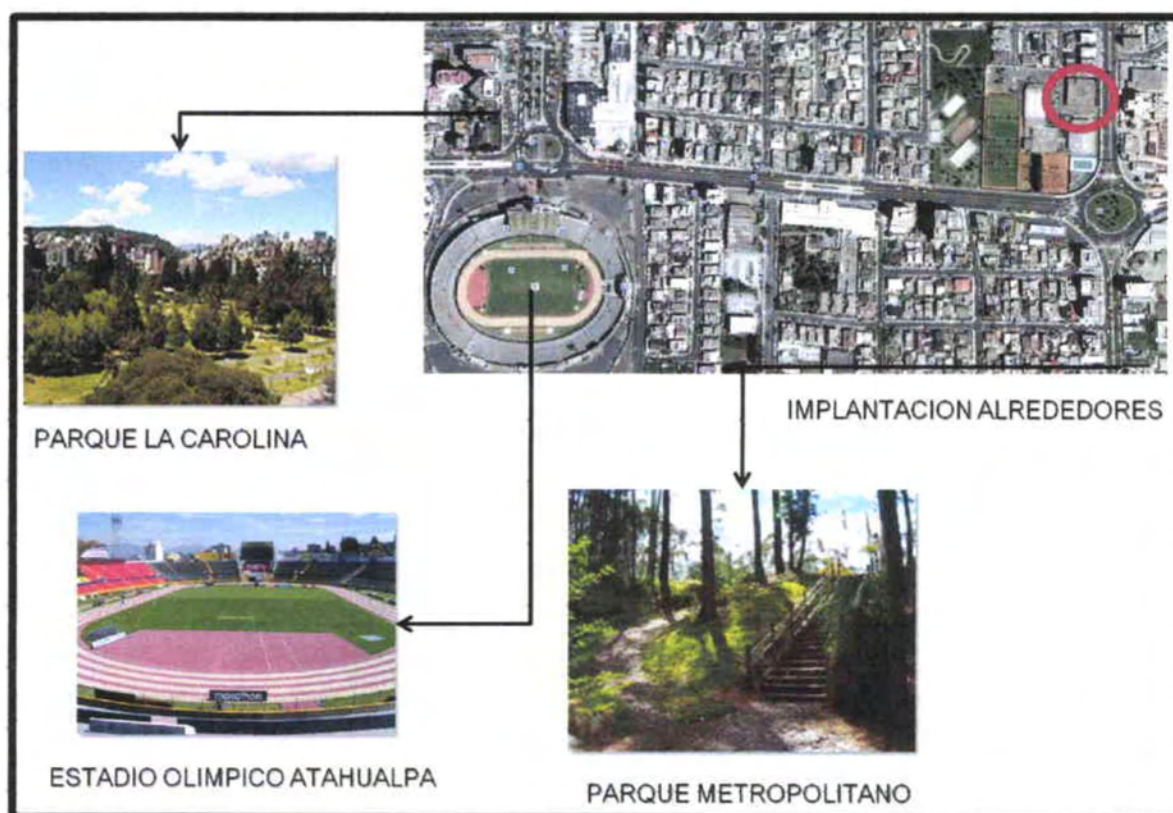 IMPLANTACION ALREDEDORES
PARQUE LA CAROLINA
ESTADIO OLIMPICO ATAHUALPA
PARQUE METROPOLITANO